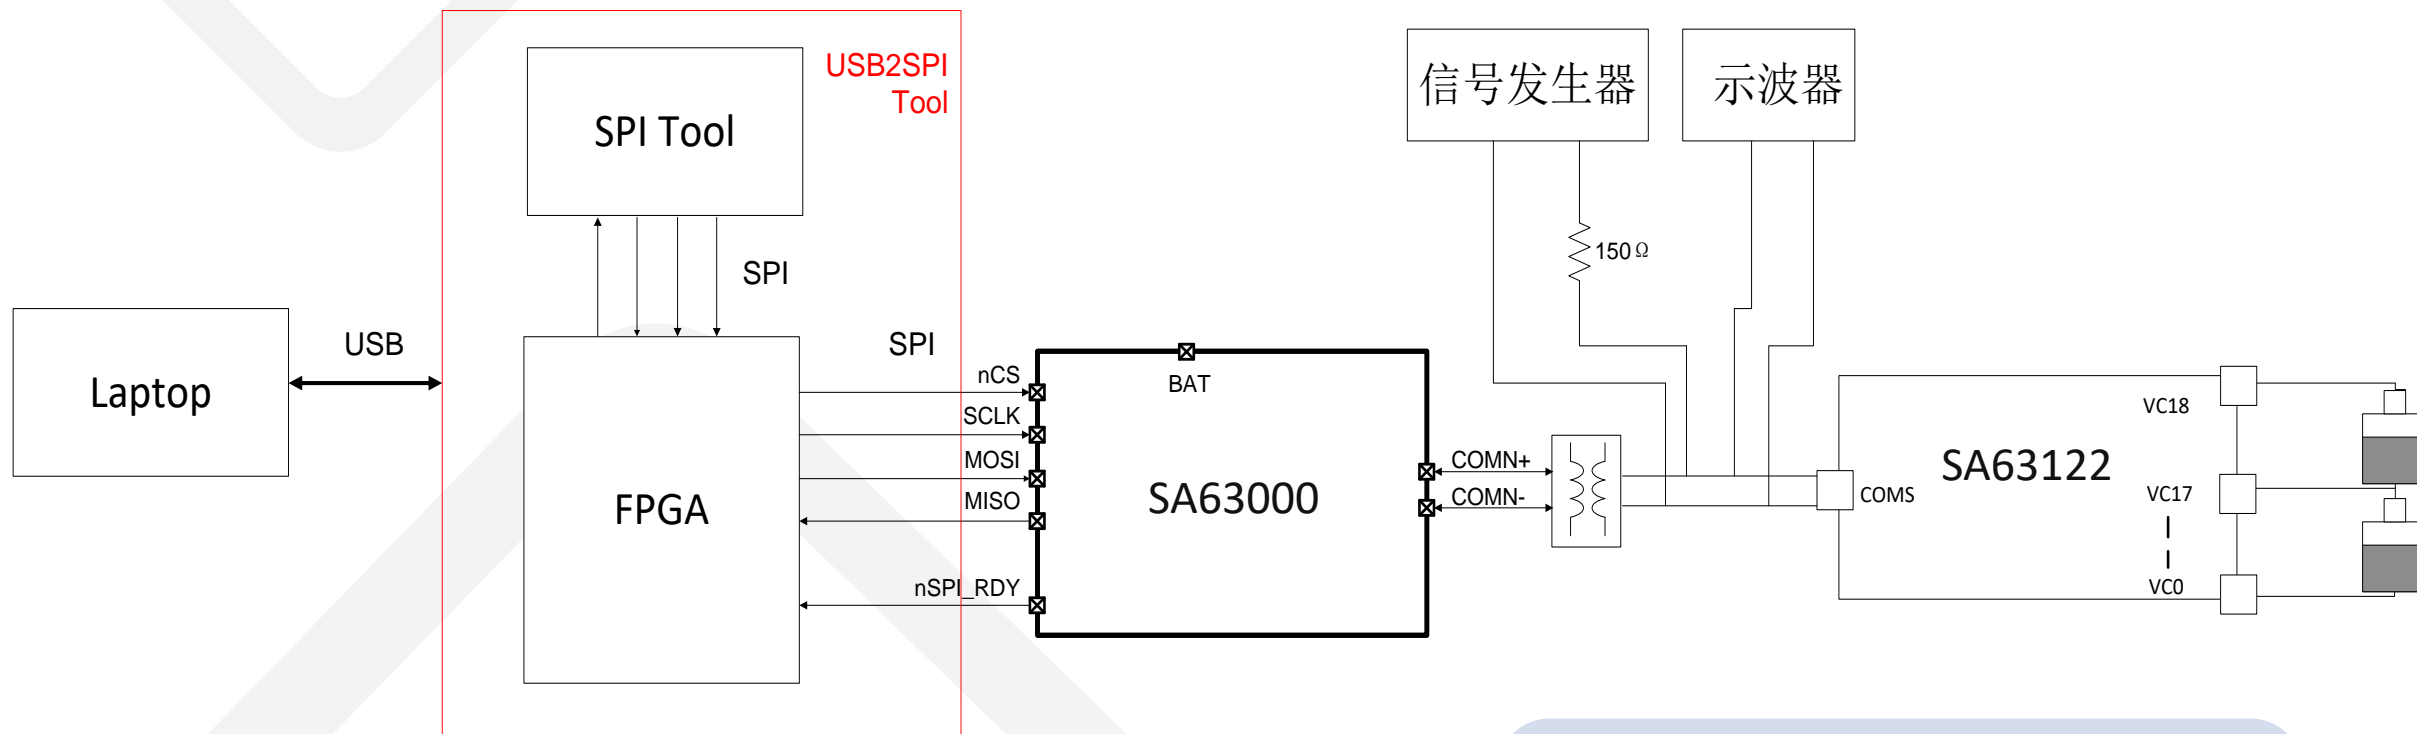 USB2SPI
Tool
SPI Tool
SPI
Laptop
USB
FPGA
SPI
nCS
SCLK
MOSI
MISO
nSPI_RDY
BAT
SA63000
COMN+
COMN-
信号发生器
示波器
150Ω
COMS
SA63122
VC18
VC17
VC0